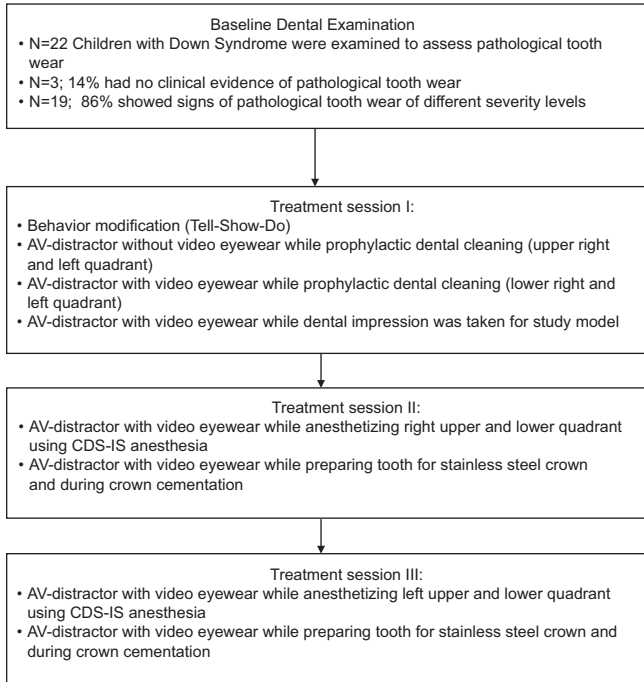 Baseline Dental Examination
• N=22 Children with Down Syndrome were examined to assess pathological tooth
wear
• N=3; 14% had no clinical evidence of pathological tooth wear
• N=19; 86% showed signs of pathological tooth wear of different severity levels
Treatment session I:
• Behavior modification (Tell-Show-Do)
• AV-distractor without video eyewear while prophylactic dental cleaning (upper right
and left quadrant)
• AV-distractor with video eyewear while prophylactic dental cleaning (lower right and
left quadrant)
• AV-distractor with video eyewear while dental impression was taken for study model
Treatment session II:
• AV-distractor with video eyewear while anesthetizing right upper and lower quadrant
using CDS-IS anesthesia
• AV-distractor with video eyewear while preparing tooth for stainless steel crown
and during crown cementation
Treatment session III:
• AV-distractor with video eyewear while anesthetizing left upper and lower quadrant
using CDS-IS anesthesia
• AV-distractor with video eyewear while preparing tooth for stainless steel crown and
during crown cementation